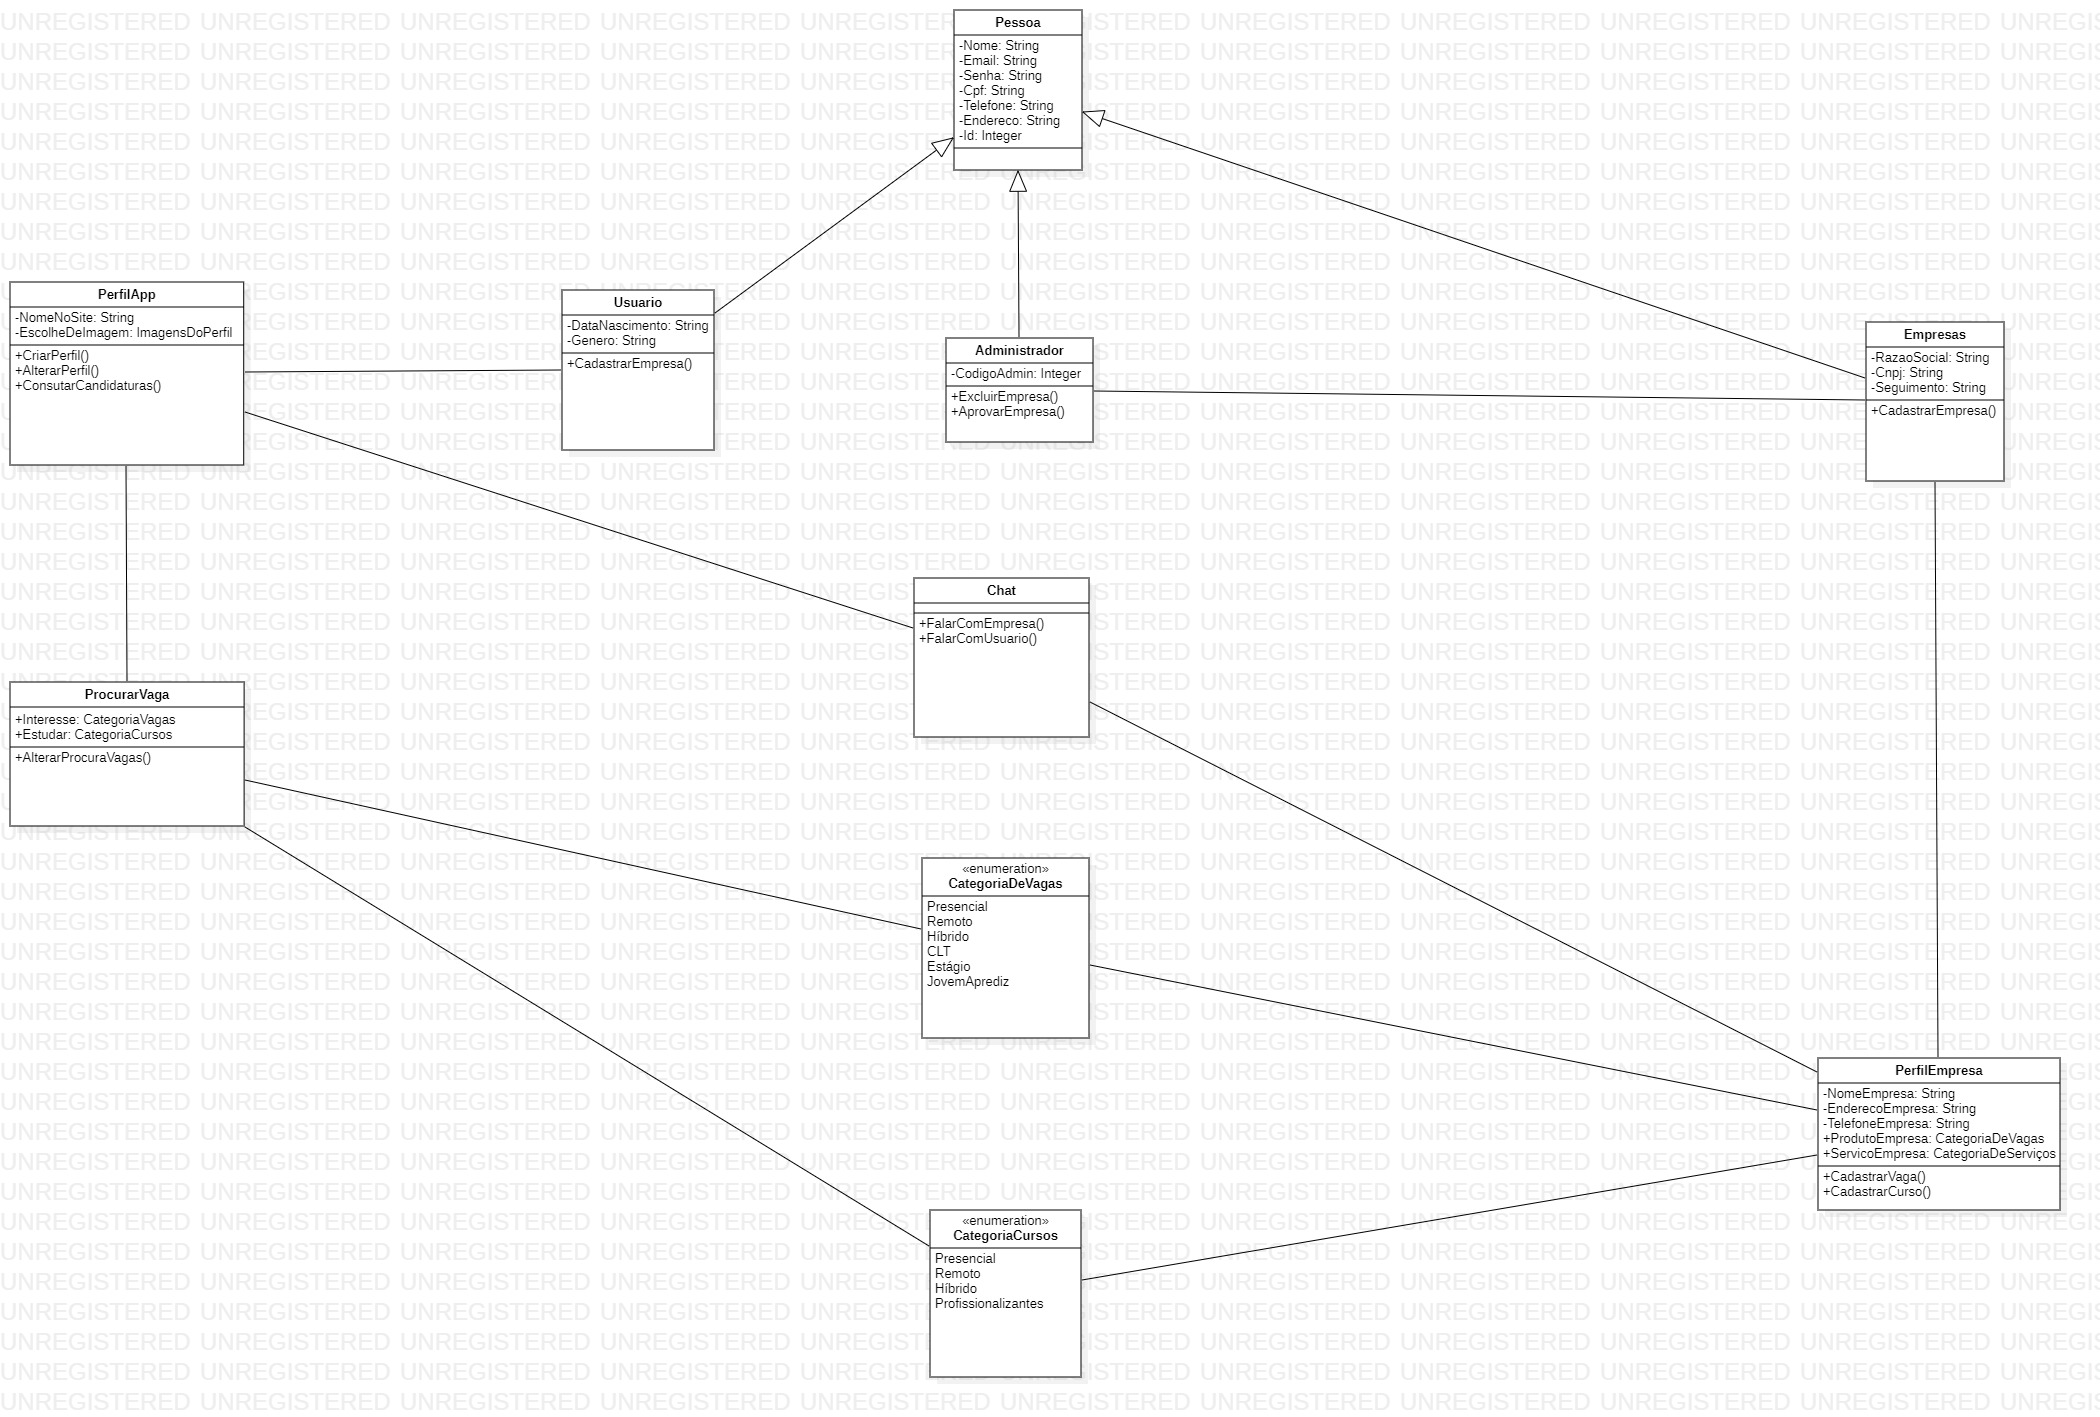 Pessoa
-Nome: String
-Email: String
-Senha: String
-Cpf: String
-Telefone: String
-Endereco: String
-Id: Integer
PerfilApp
-NomeNoSite: String
-EscolheDeImagem: ImagensDoPerfil
+CriarPerfil()
+AlterarPerfil()
+ConsutarCandidaturas()
Usuario
-DataNascimento: String
-Genero: String
+CadastrarEmpresa()
Administrador
-CodigoAdmin: Integer
+ExcluirEmpresa()
+AprovarEmpresa()
Empresas
-RazaoSocial: String
-Cnpj: String
-Seguimento: String
+CadastrarEmpresa()
Chat
+FalarComEmpresa()
+FalarComUsuario()
ProcurarVaga
+Interesse: CategoriaVagas
+Estudar: CategoriaCursos
+AlterarProcuraVagas()
«enumeration»
CategoriaDeVagas
Presencial
Remoto
Híbrido
CLT
Estágio
JovemAprediz
PerfilEmpresa
-NomeEmpresa: String
-EnderecoEmpresa: String
-TelefoneEmpresa: String
+ProdutoEmpresa: CategoriaDeVagas
+ServicoEmpresa: CategoriaDeServiços
+CadastrarVaga()
+CadastrarCurso()
«enumeration»
CategoriaCursos
Presencial
Remoto
Híbrido
Profissionalizantes
UNREGISTERED